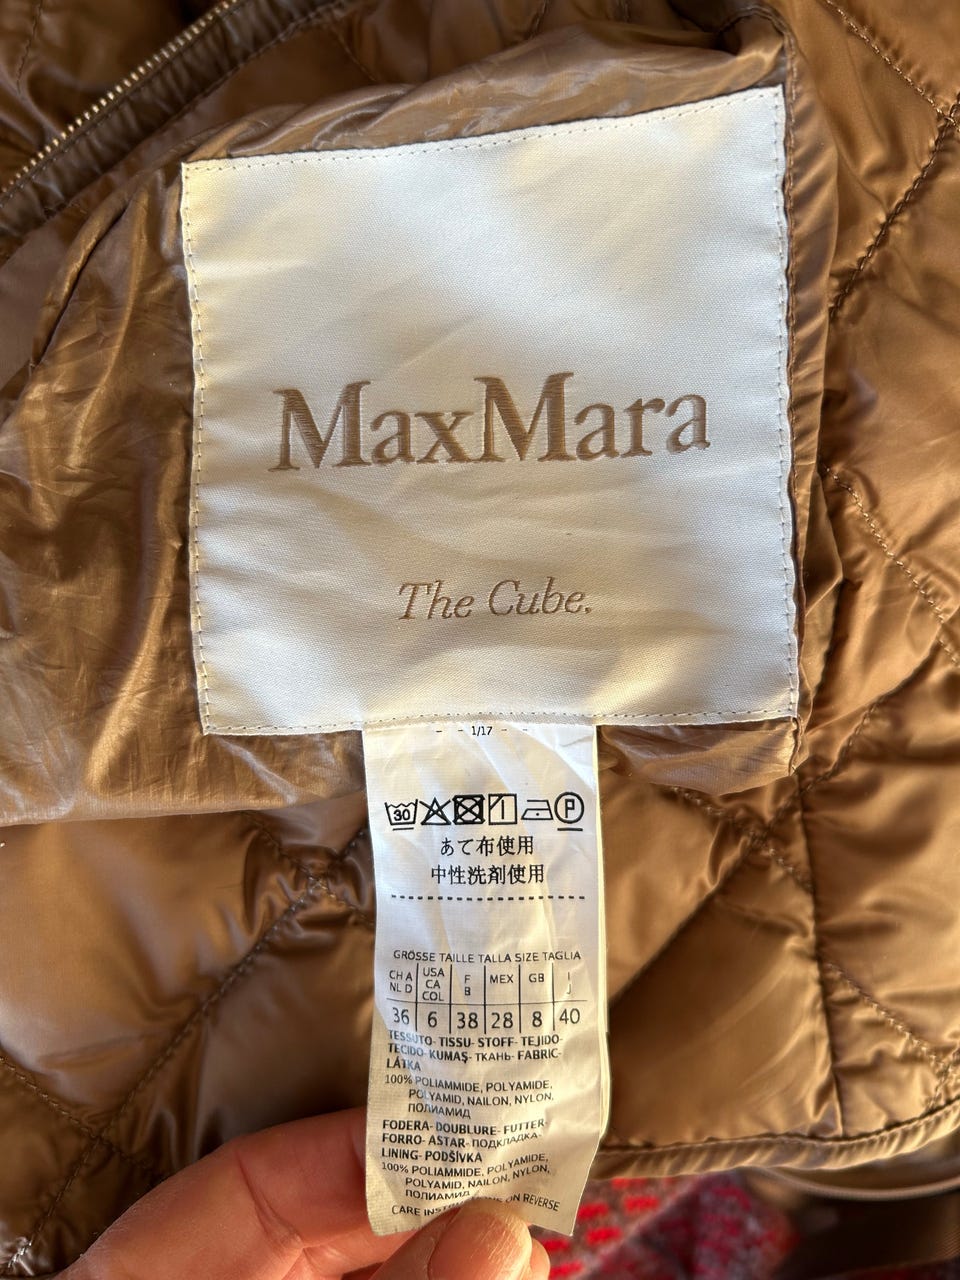 MaxMara
The Cube.
- - 1/17 - -
30 1 P
あて布使用
中性洗剤使用
GRÖSSE TAILLE TALLA SIZE TAGLIA
CH A NL D USA CA COL F B MEX GB I J
36 6 38 28 8 40
TESSUTO- TISSU- STOFF- TEJIDO-
TECIDO- KUMAŞ- ТКАНЬ- FABRIC-
LÁTKA
100% POLIAMMIDE, POLYAMIDE,
POLYAMID, NAILON, NYLON,
ПОЛИАМИД
FODERA- DOUBLURE- FUTTER-
FORRO- ASTAR- ПОДКЛАДКА-
LINING- PODŠÍVKA
100% POLIAMMIDE, POLYAMIDE,
POLYAMID, NAILON, NYLON,
ПОЛИАМИД
CARE ON REVERSE